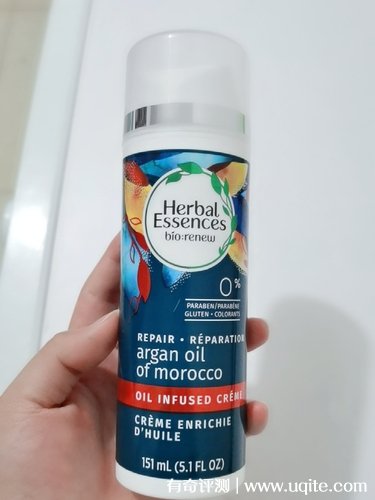 Herbal
Essences
bio:renew
0%
PARABEN/PARABÈNE
GLUTEN • COLORANTS
REPAIR • RÉPARATION
argan oil
of morocco
OIL INFUSED CRÈME
CRÈME ENRICHIE
D'HUILE
151 mL (5.1 FL OZ)
有奇评测 www.uqite.com